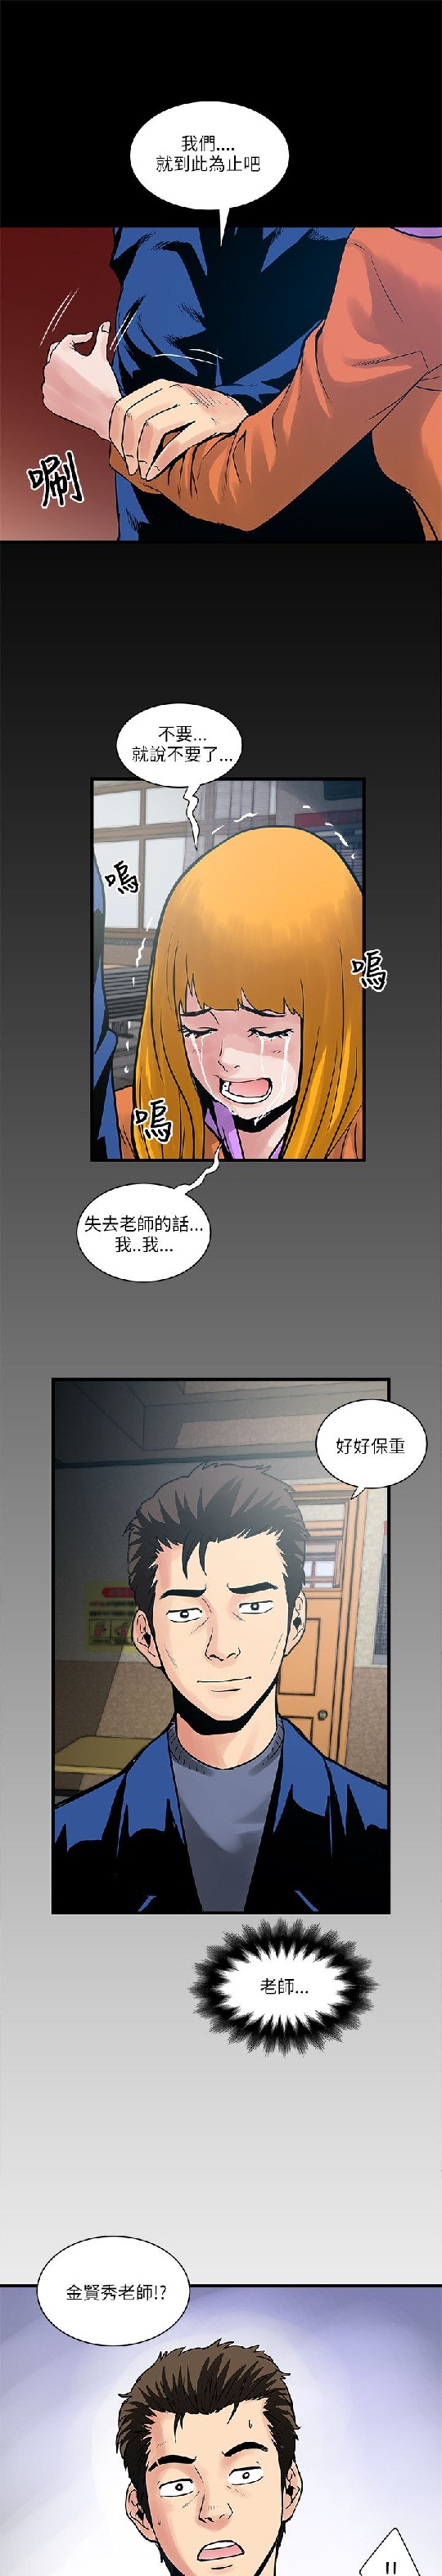 我們....
就到此為止吧
唰
不要...
就說不要了...
嗚
嗚
嗚
失去老師的話...
我..我...
好好保重
老師...
金賢秀老師!?
!!